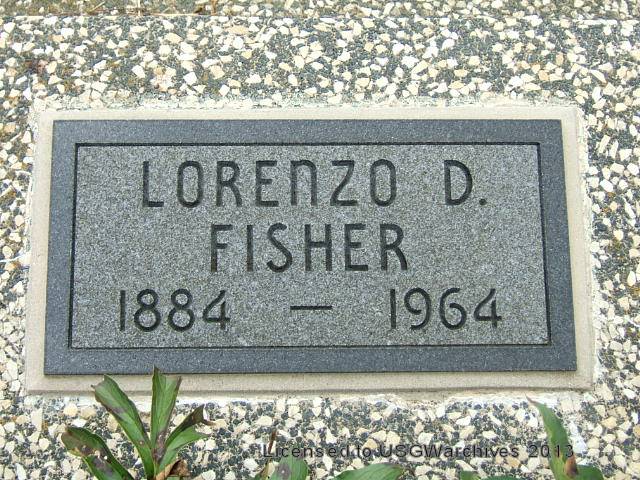 LORENZO D.
FISHER
1884 — 1964
Licensed to USGWarchives 2013